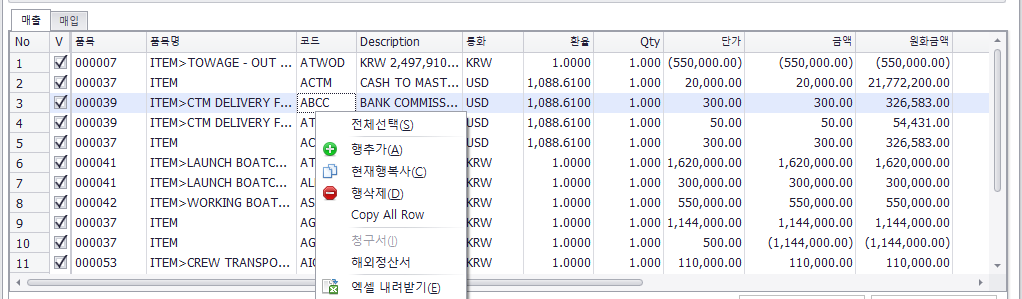 매출 매입
No V 품목 품목명 코드 Description 통화 환율 Qty 단가 금액 원화금액
1 000007 ITEM>TOWAGE - OUT ... ATWOD KRW 2,497,910... KRW 1.0000 1.000 (550,000.00) (550,000.00) (550,000.00)
2 000037 ITEM ACTM CASH TO MAST... USD 1,088.6100 1.000 20,000.00 20,000.00 21,772,200.00
3 000039 ITEM>CTM DELIVERY F... ABCC BANK COMMISS... USD 1,088.6100 1.000 300.00 300.00 326,583.00
4 000039 ITEM>CTM DELIVERY F... AT USD 1,088.6100 1.000 50.00 50.00 54,431.00
5 000037 ITEM AC USD 1,088.6100 1.000 300.00 300.00 326,583.00
6 000041 ITEM>LAUNCH BOATC... AT KRW 1.0000 1.000 1,620,000.00 1,620,000.00 1,620,000.00
7 000041 ITEM>LAUNCH BOATC... AL KRW 1.0000 1.000 300,000.00 300,000.00 300,000.00
8 000042 ITEM>WORKING BOAT... AS KRW 1.0000 1.000 550,000.00 550,000.00 550,000.00
9 000037 ITEM AG KRW 1.0000 1.000 1,144,000.00 1,144,000.00 1,144,000.00
10 000037 ITEM AG KRW 1.0000 1.000 500.00 (1,144,000.00) (1,144,000.00)
11 000053 ITEM>CREW TRANSPO... AIC KRW 1.0000 1.000 110,000.00 110,000.00 110,000.00
전체선택(S)
행추가(A)
현재행복사(C)
행삭제(D)
Copy All Row
청구서(I)
해외정산서
엑셀 내려받기(E)